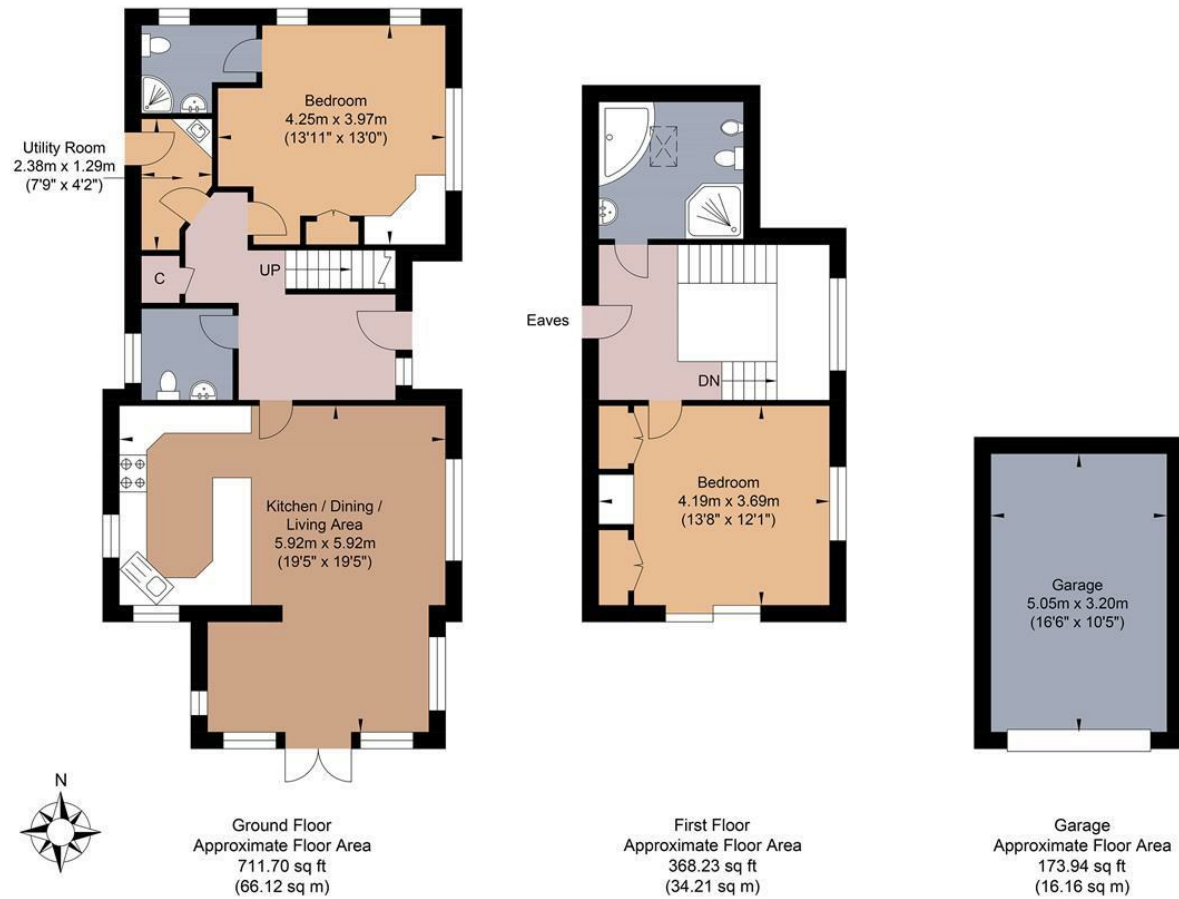 Bedroom
4.25m x 3.97m
(13'11" x 13'0")
Utility Room
2.38m x 1.29m
(7'9" x 4'2")
C
UP
Kitchen / Dining /
Living Area
5.92m x 5.92m
(19'5" x 19'5")
N
Ground Floor
Approximate Floor Area
711.70 sq ft
(66.12 sq m)
Eaves
DN
Bedroom
4.19m x 3.69m
(13'8" x 12'1")
First Floor
Approximate Floor Area
368.23 sq ft
(34.21 sq m)
Garage
5.05m x 3.20m
(16'6" x 10'5")
Garage
Approximate Floor Area
173.94 sq ft
(16.16 sq m)